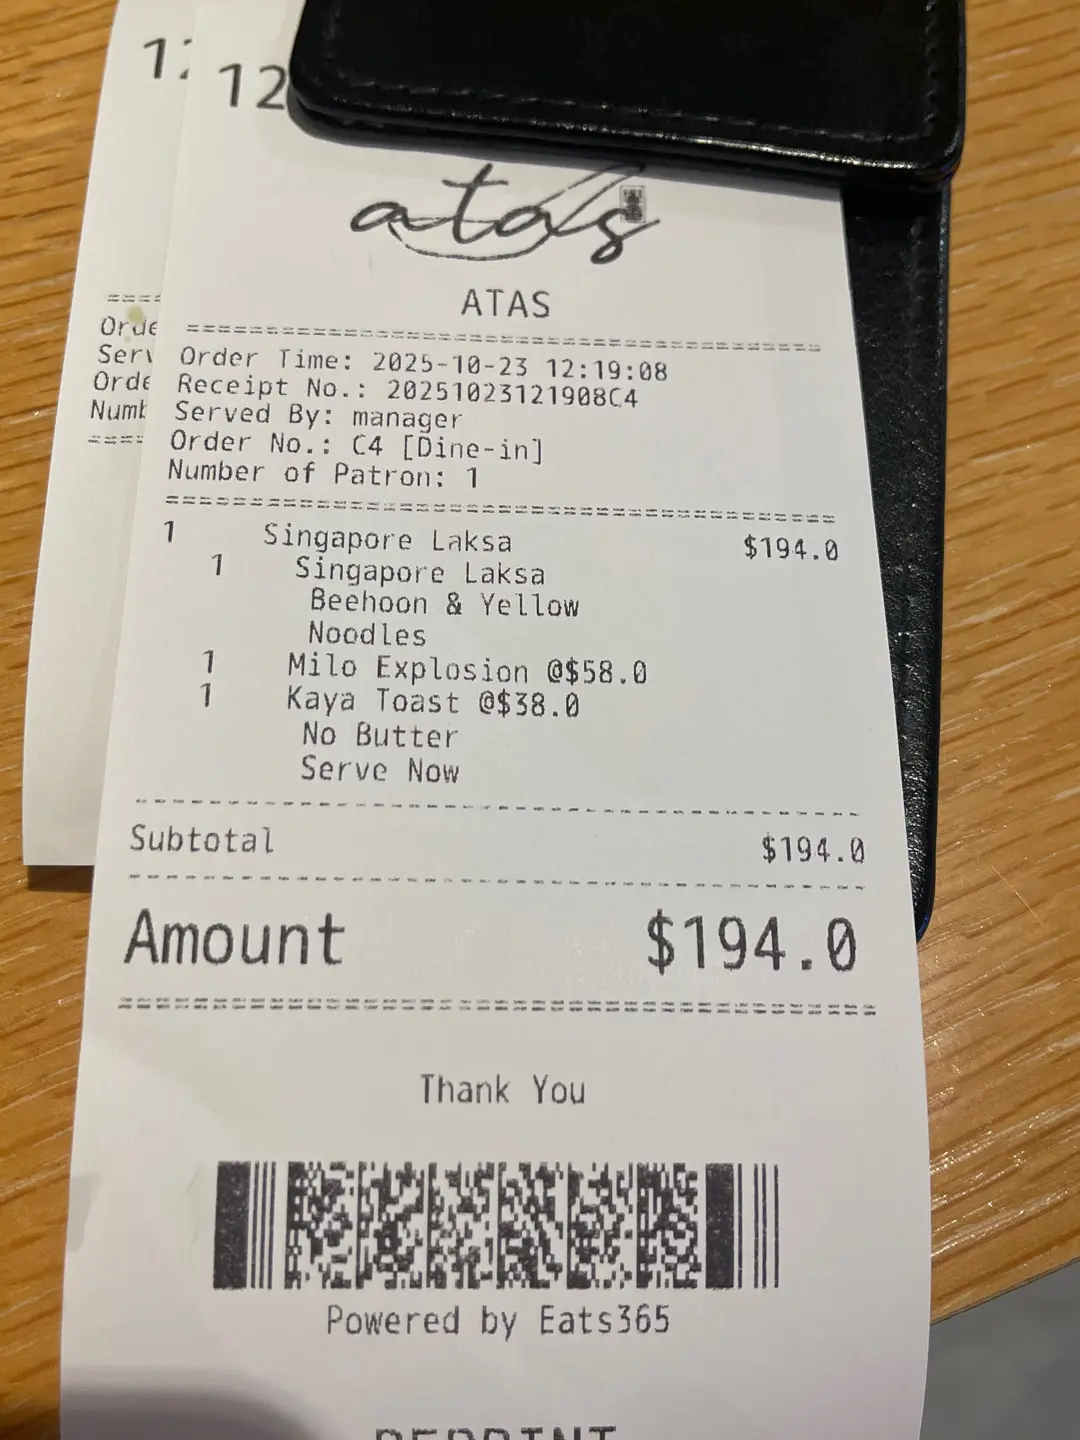 12
atas
ATAS
Order Time: 2025-10-23 12:19:08
Receipt No.: 20251023121908C4
Served By: manager
Order No.: C4 [Dine-in]
Number of Patron: 1
1 Singapore Laksa $194.0
1 Singapore Laksa
Beehoon & Yellow
Noodles
1 Milo Explosion @$58.0
1 Kaya Toast @$38.0
No Butter
Serve Now
Subtotal $194.0
Amount $194.0
Thank You
Powered by Eats365
REPRINT